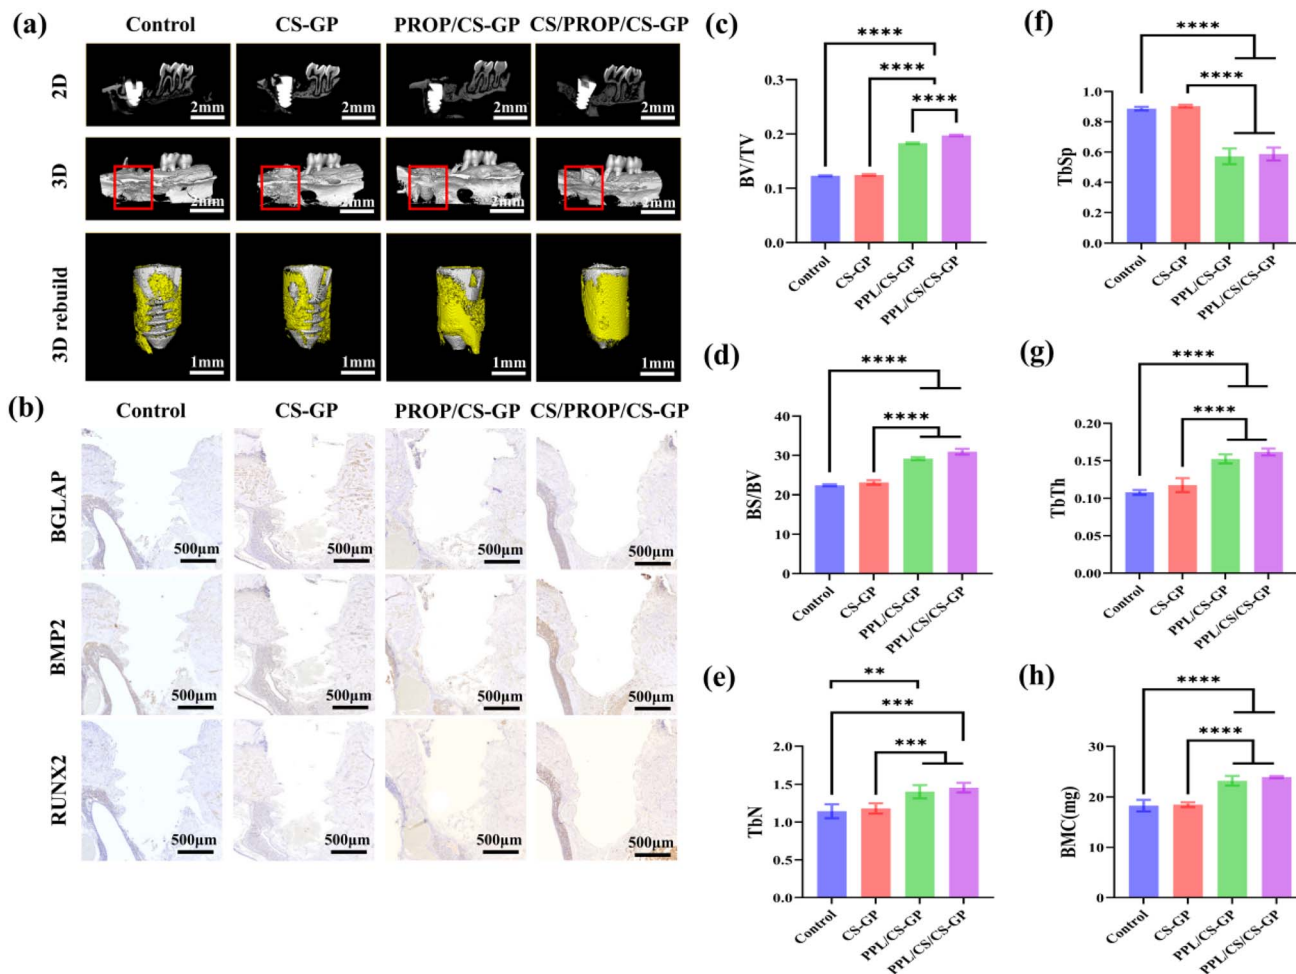 (a)
Control CS-GP PROP/CS-GP CS/PROP/CS-GP
2D
2mm 2mm 2mm 2mm
3D
2mm 2mm 2mm 2mm
3D rebuild
1mm 1mm 1mm 1mm
(b)
Control CS-GP PROP/CS-GP CS/PROP/CS-GP
BGLAP
500μm 500μm 500μm 500μm
BMP2
500μm 500μm 500μm 500μm
RUNX2
500μm 500μm 500μm 500μm
(c)
****
****
****
BV/TV
0.3
0.2
0.1
0.0
Control CS-GP PPL/CS-GP PPL/CS/CS-GP
(d)
****
****
BS/BV
40
30
20
10
0
Control CS-GP PPL/CS-GP PPL/CS/CS-GP
(e)
**
***
***
TbN
2.0
1.5
1.0
0.5
0.0
Control CS-GP PPL/CS-GP PPL/CS/CS-GP
(f)
****
****
TbSp
1.0
0.8
0.6
0.4
0.2
0.0
Control CS-GP PPL/CS-GP PPL/CS/CS-GP
(g)
****
****
TbTh
0.20
0.15
0.10
0.05
0.00
Control CS-GP PPL/CS-GP PPL/CS/CS-GP
(h)
****
****
BMC(mg)
30
20
10
0
Control CS-GP PPL/CS-GP PPL/CS/CS-GP